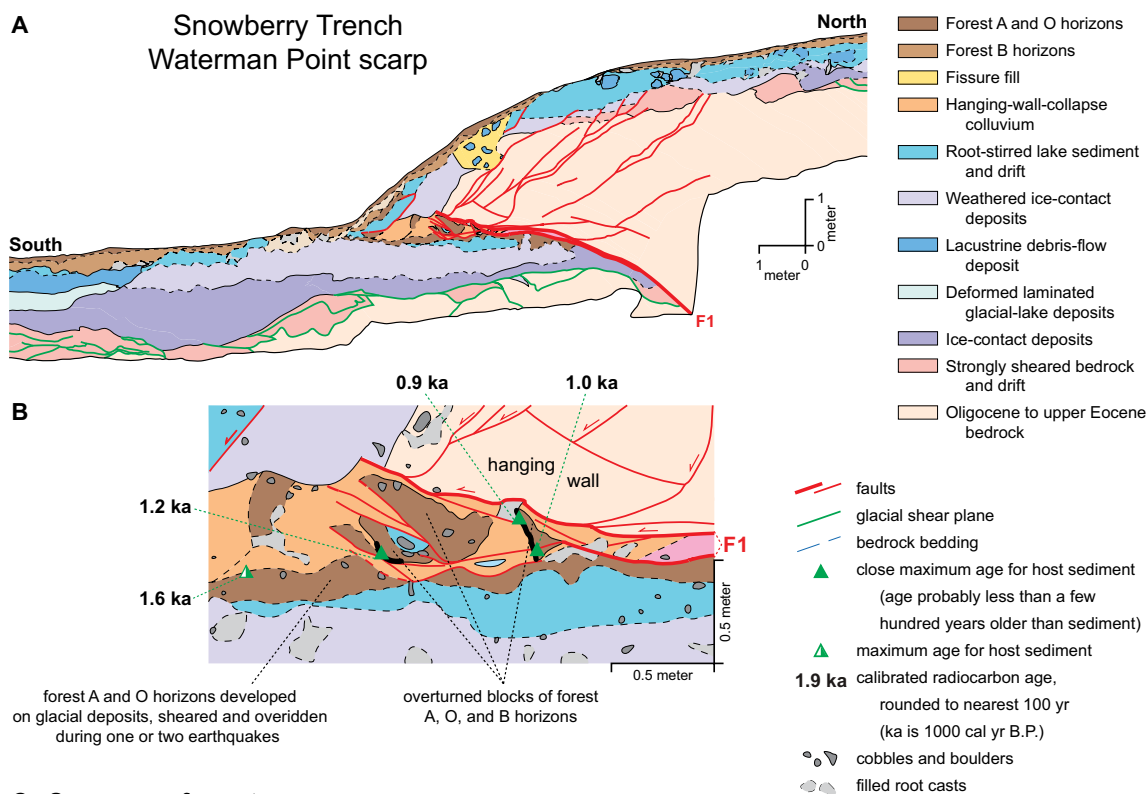 A
Snowberry Trench
Waterman Point scarp
North
South
1
meter
0
1
meter
0
F1
Forest A and O horizons
Forest B horizons
Fissure fill
Hanging-wall-collapse
colluvium
Root-stirred lake sediment
and drift
Weathered ice-contact
deposits
Lacustrine debris-flow
deposit
Deformed laminated
glacial-lake deposits
Ice-contact deposits
Strongly sheared bedrock
and drift
Oligocene to upper Eocene
bedrock
B
0.9 ka
1.0 ka
hanging
wall
1.2 ka
1.6 ka
F1
0.5 meter
0.5 meter
forest A and O horizons developed
on glacial deposits, sheared and overidden
during one or two earthquakes
overturned blocks of forest
A, O, and B horizons
faults
glacial shear plane
bedrock bedding
close maximum age for host sediment
(age probably less than a few
hundred years older than sediment)
maximum age for host sediment
1.9 ka calibrated radiocarbon age,
rounded to nearest 100 yr
(ka is 1000 cal yr B.P.)
cobbles and boulders
filled root casts